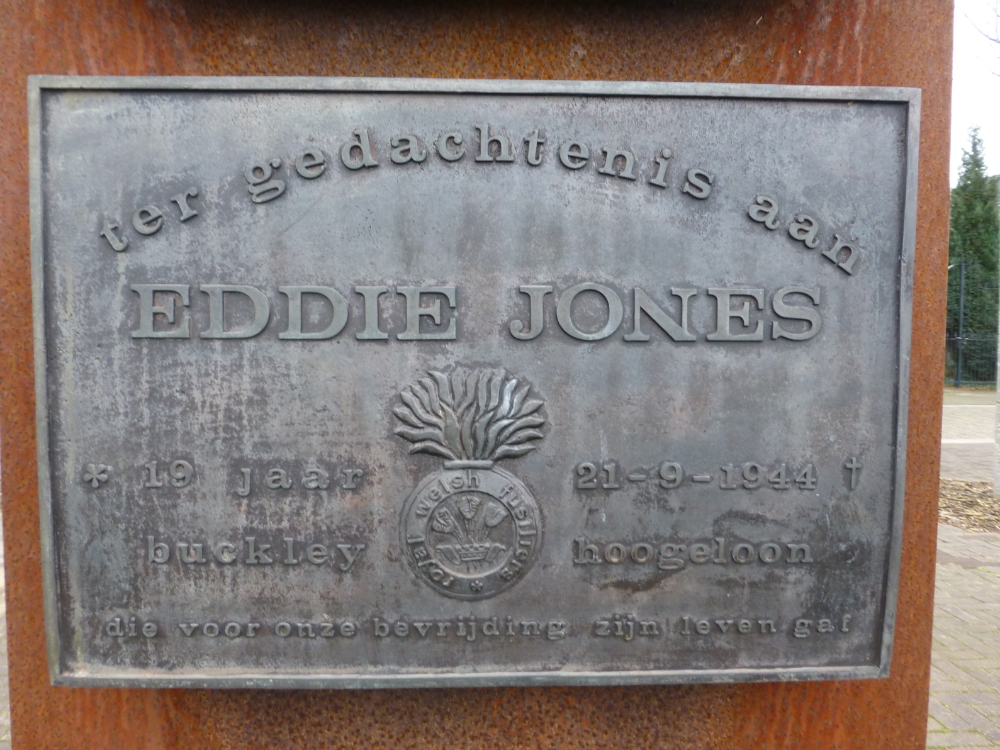 ter gedachtenis aan
EDDIE JONES
* 19 jaar
buckley
roïal welsh fusiliers *
21-9-1944 †
hoogeloon
die voor onze bevrijding zijn leven gaf